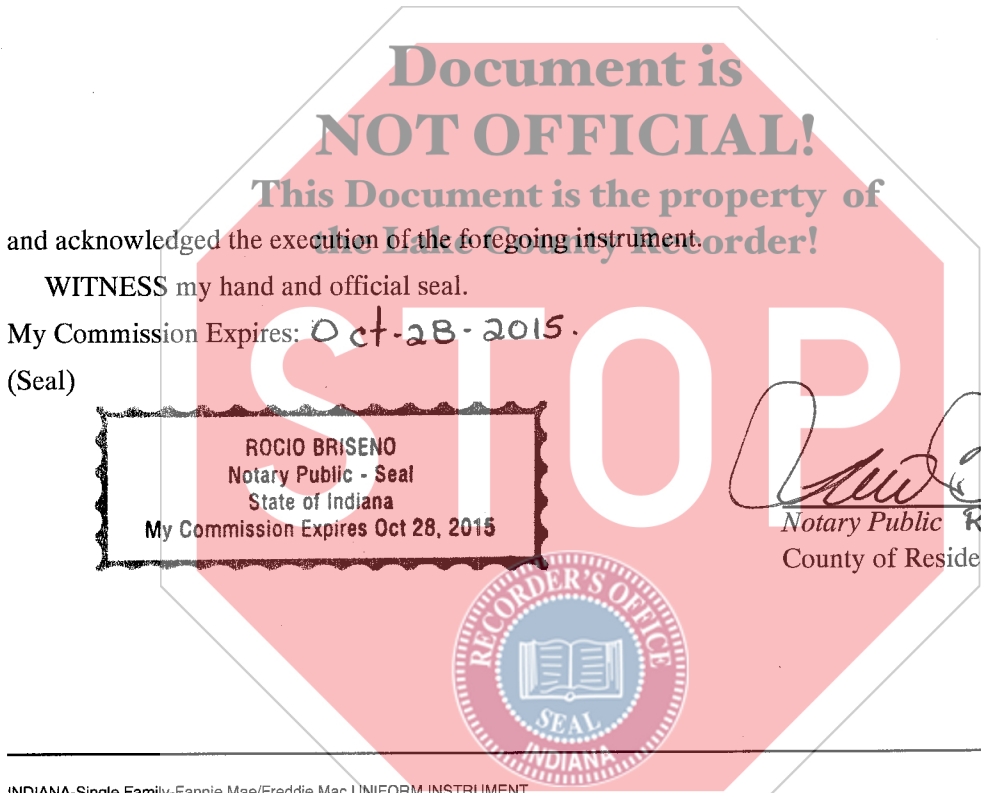 Document is
NOT OFFICIAL!
This Document is the property of
the Lake County Recorder!
and acknowledged the execution of the foregoing instrument.
WITNESS my hand and official seal.
My Commission Expires: Oct-28-2015.
(Seal)
STOP
ROCIO BRISENO
Notary Public - Seal
State of Indiana
My Commission Expires Oct 28, 2015
Notary Public R
County of Reside
RECORDER'S OFFICE
SEAL
INDIANA
INDIANA-Single Family-Fannie Mae/Freddie Mac UNIFORM INSTRUMENT